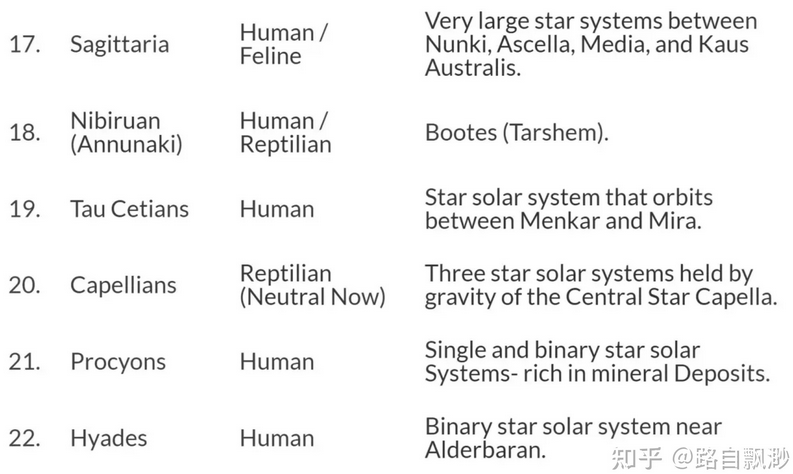 17. Sagittaria Human / Feline Very large star systems between Nunki, Ascella, Media, and Kaus Australis.
18. Nibiruan (Annunaki) Human / Reptilian Bootes (Tarshem).
19. Tau Cetians Human Star solar system that orbits between Menkar and Mira.
20. Capellians Reptilian (Neutral Now) Three star solar systems held by gravity of the Central Star Capella.
21. Procyons Human Single and binary star solar Systems- rich in mineral Deposits.
22. Hyades Human Binary star solar system near Alderbaran.
知乎 @路自飘渺